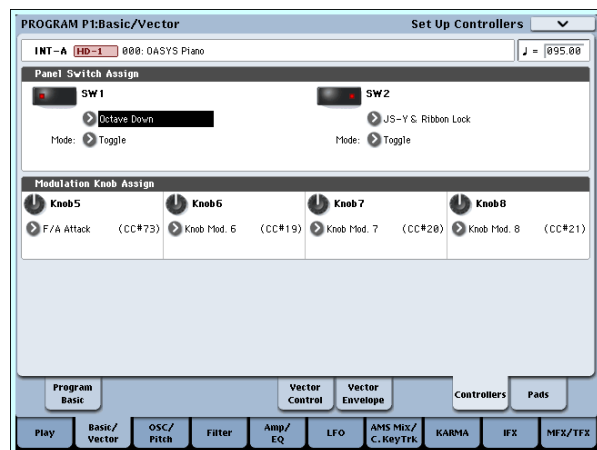 PROGRAM P1:Basic/Vector Set Up Controllers
INT-A HD-1 000: OASYS Piano ♩ = 095.00
Panel Switch Assign
SW1 SW2
Octave Down JS-Y & Ribbon Lock
Mode: Toggle Mode: Toggle
Modulation Knob Assign
Knob5 Knob6 Knob7 Knob8
F/A Attack (CC#73) Knob Mod. 6 (CC#19) Knob Mod. 7 (CC#20) Knob Mod. 8 (CC#21)
Program Basic Vector Control Vector Envelope Controllers Pads
Play Basic/Vector OSC/Pitch Filter Amp/EQ LFO AMS Mix/C.KeyTrk KARMA IFX MFX/TFX